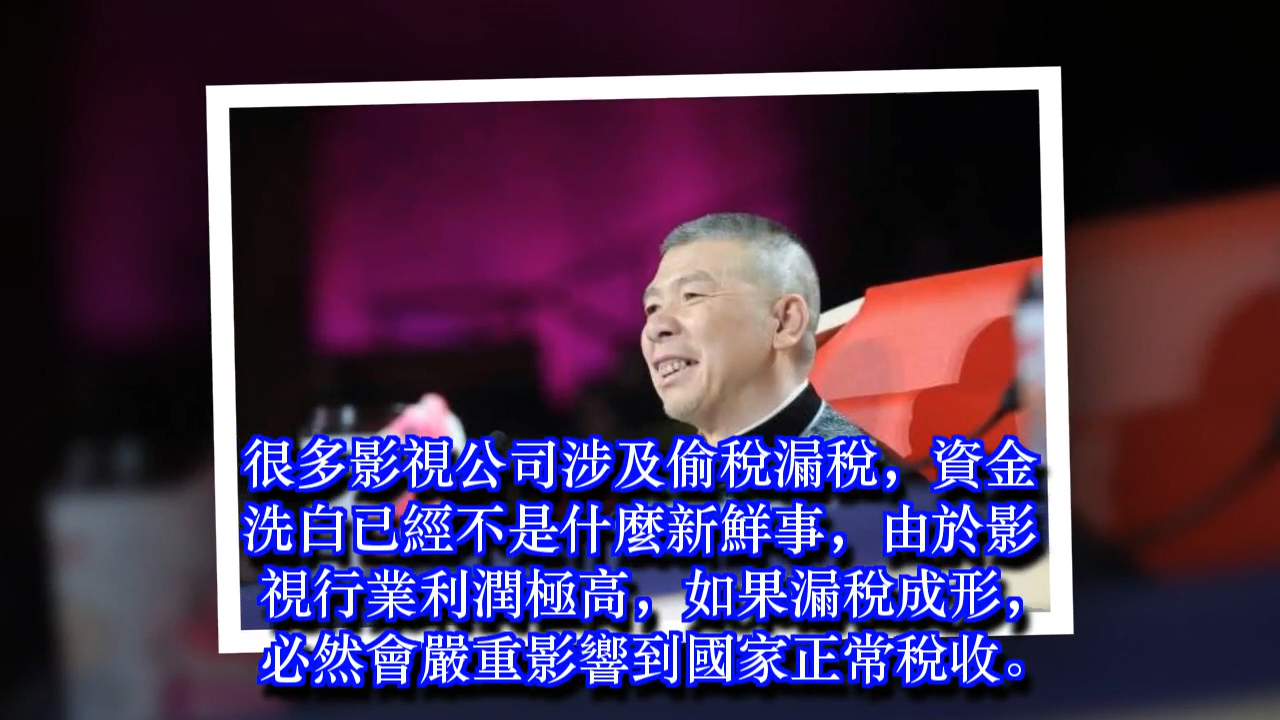 很多影視公司涉及偷稅漏稅，資金
洗白已經不是什麼新鮮事，由於影
視行業利潤極高，如果漏稅成形，
必然會嚴重影響到國家正常稅收。